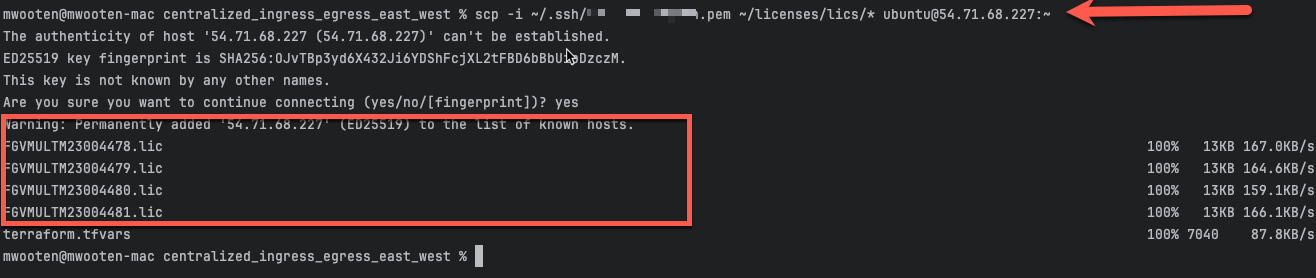 mwooten@mwooten-mac centralized_ingress_egress_east_west % scp -i ~/.ssh/ .pem ~/licenses/lics/* ubuntu@54.71.68.227:~
The authenticity of host '54.71.68.227 (54.71.68.227)' can't be established.
ED25519 key fingerprint is
This key is not known by any other names.
Are you sure you want to continue connecting (yes/no/[fingerprint])? yes
Warning: Permanently added '54.71.68.227' (ED25519) to the list of known hosts.
FGVMULTM23004478.lic 100% 13KB 167.0KB/s
FGVMULTM23004479.lic 100% 13KB 164.6KB/s
FGVMULTM23004480.lic 100% 13KB 159.1KB/s
FGVMULTM23004481.lic 100% 13KB 166.1KB/s
terraform.tfvars 100% 7040 87.8KB/s
mwooten@mwooten-mac centralized_ingress_egress_east_west %